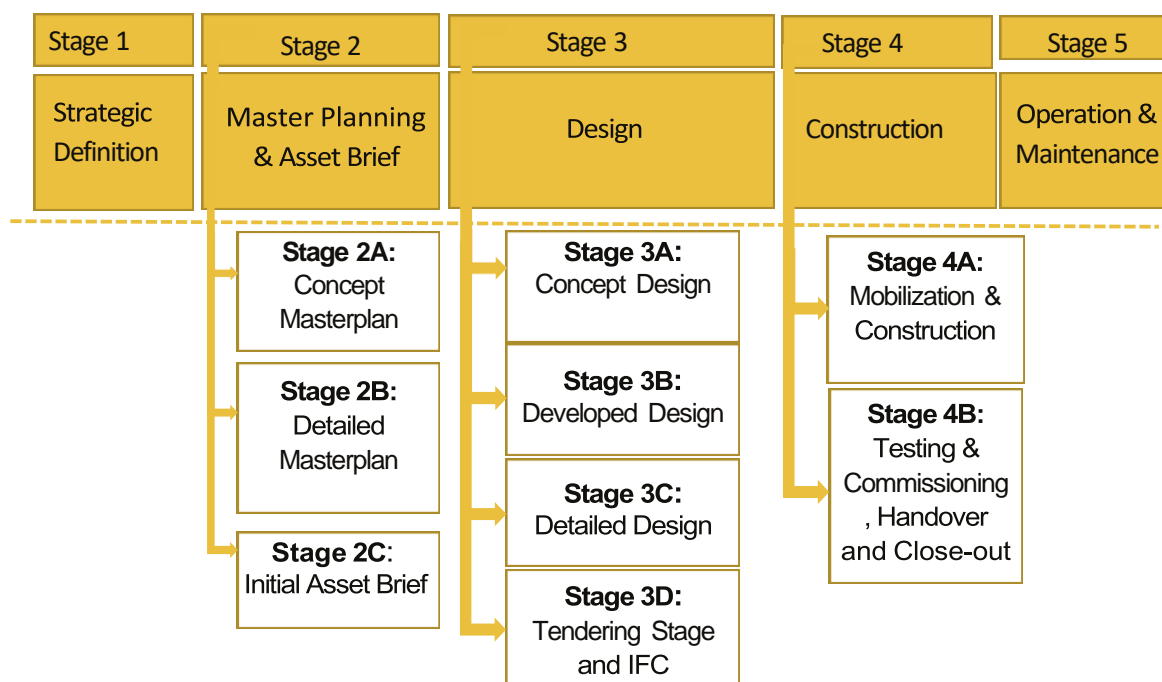 Stage 1
Stage 2
Stage 3
Stage 4
Stage 5
Strategic
Definition
Master Planning
& Asset Brief
Design
Construction
Operation &
Maintenance
Stage 2A:
Concept
Masterplan
Stage 2B:
Detailed
Masterplan
Stage 2C:
Initial Asset Brief
Stage 3A:
Concept Design
Stage 3B:
Developed Design
Stage 3C:
Detailed Design
Stage 3D:
Tendering Stage
and IFC
Stage 4A:
Mobilization &
Construction
Stage 4B:
Testing &
Commissioning
, Handover
and Close-out